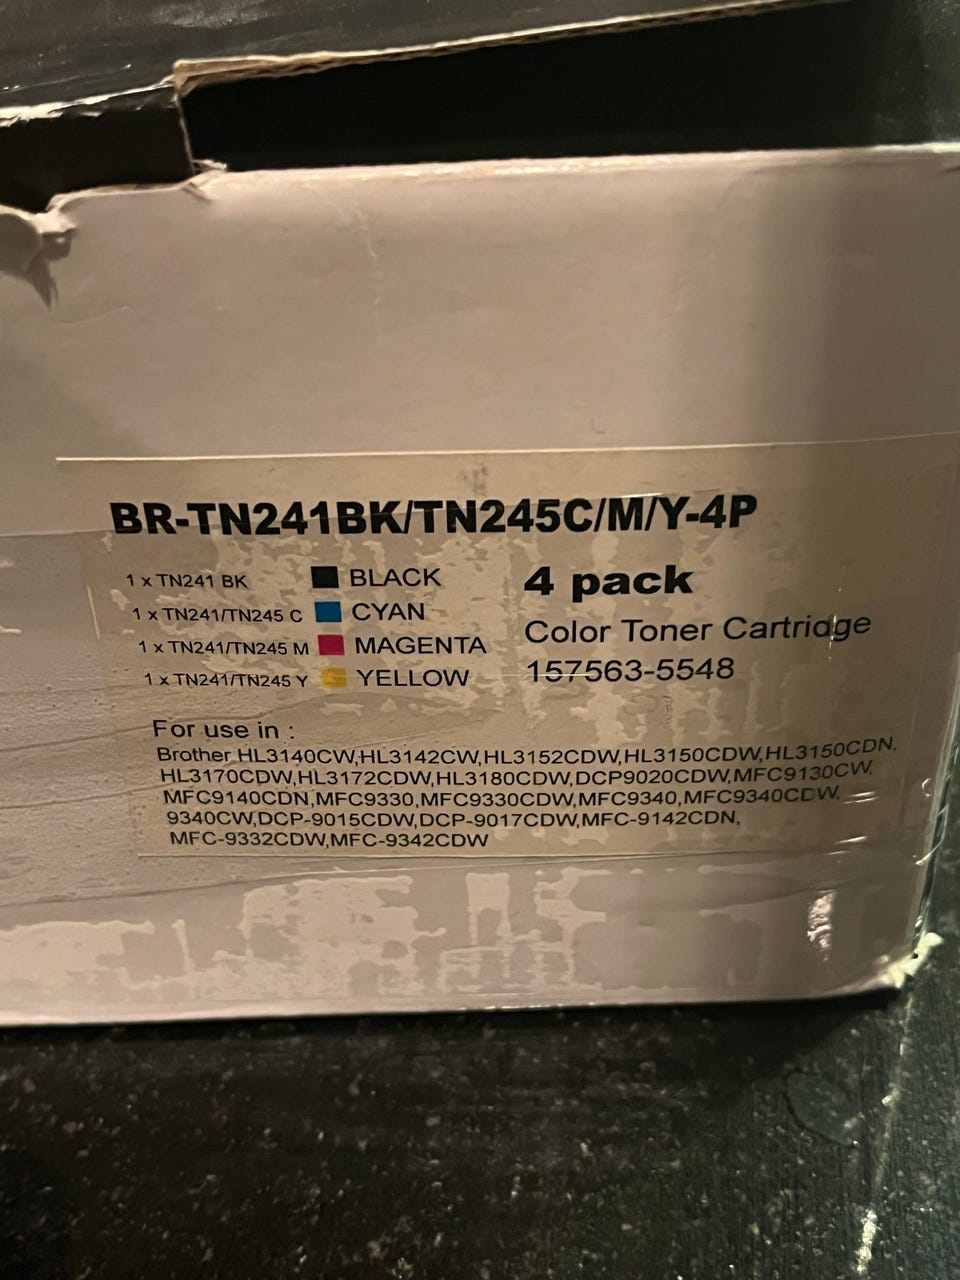 BR-TN241BK/TN245C/M/Y-4P
1 x TN241 BK BLACK
1 x TN241/TN245 C CYAN
1 x TN241/TN245 M MAGENTA
1 x TN241/TN245 Y YELLOW
4 pack
Color Toner Cartridge
157563-5548
For use in :
Brother HL3140CW,HL3142CW,HL3152CDW,HL3150CDW,HL3150CDN,
HL3170CDW,HL3172CDW,HL3180CDW,DCP9020CDW,MFC9130CW,
MFC9140CDN,MFC9330,MFC9330CDW,MFC9340,MFC9340CDW,
9340CW,DCP-9015CDW,DCP-9017CDW,MFC-9142CDN,
MFC-9332CDW,MFC-9342CDW